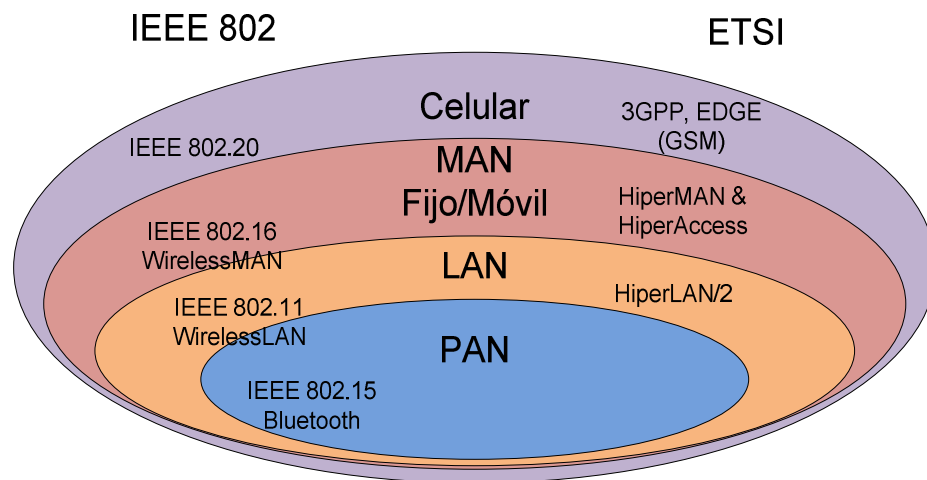 IEEE 802
ETSI
Celular
3GPP, EDGE
(GSM)
IEEE 802.20
MAN
Fijo/Móvil
HiperMAN &
HiperAccess
IEEE 802.16
WirelessMAN
LAN
HiperLAN/2
IEEE 802.11
WirelessLAN
PAN
IEEE 802.15
Bluetooth